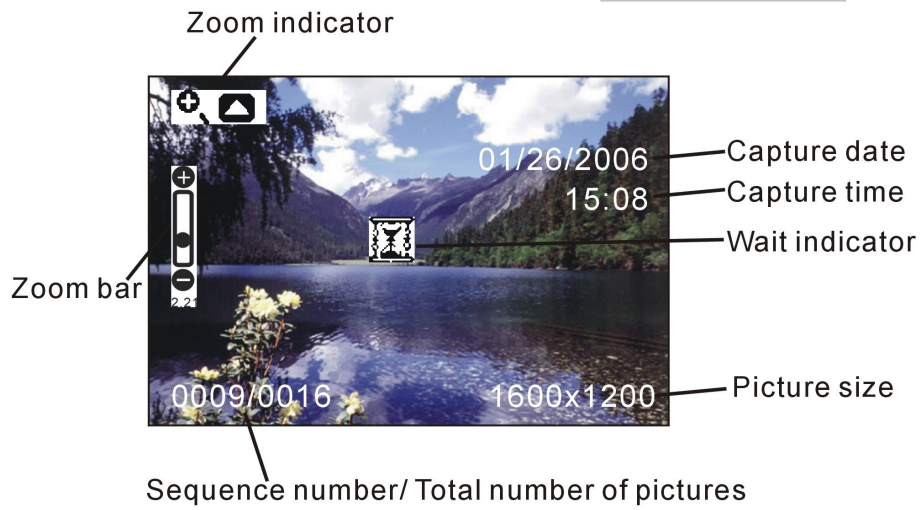 Zoom indicator
01/26/2006
Capture date
15:08
Capture time
Wait indicator
Zoom bar
2.21
0009/0016
1600x1200
Picture size
Sequence number/ Total number of pictures